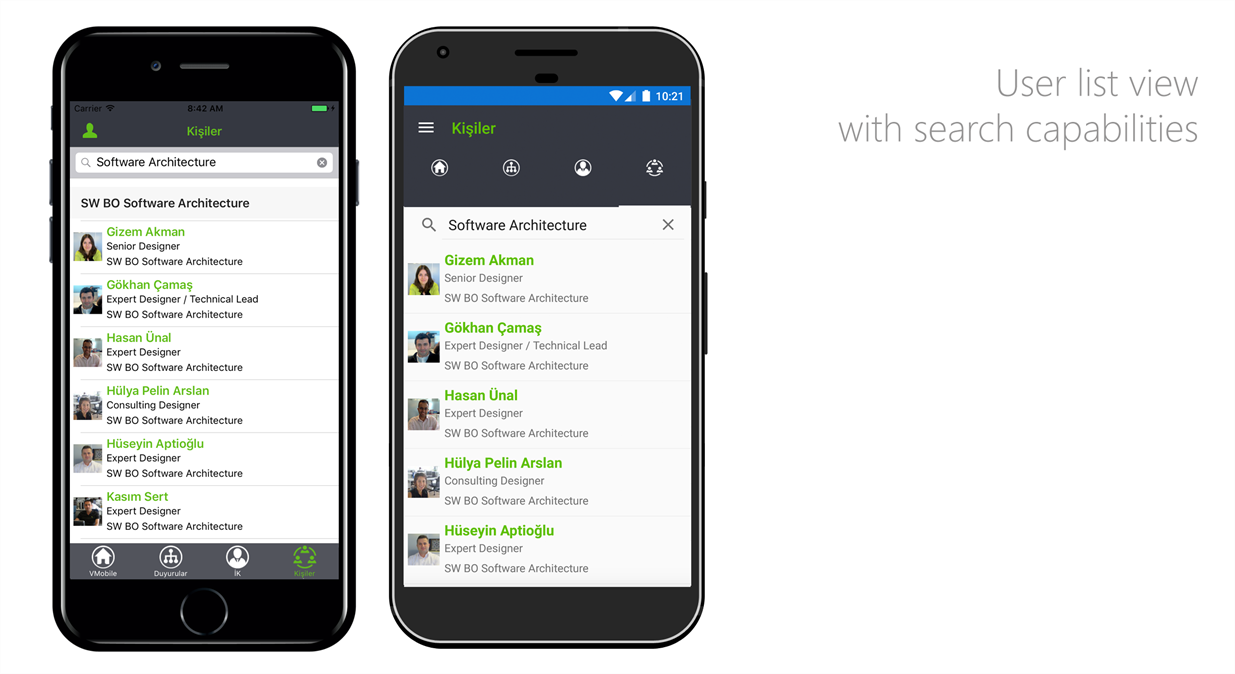 User list view
with search capabilities
Carrier 8:42 AM
Kişiler
Software Architecture
SW BO Software Architecture
Gizem Akman
Senior Designer
SW BO Software Architecture
Gökhan Çamaş
Expert Designer / Technical Lead
SW BO Software Architecture
Hasan Ünal
Expert Designer
SW BO Software Architecture
Hülya Pelin Arslan
Consulting Designer
SW BO Software Architecture
Hüseyin Aptioğlu
Expert Designer
SW BO Software Architecture
Kasım Sert
Expert Designer
SW BO Software Architecture
VMobile Duyurular İK Kişiler
10:21
Kişiler
Software Architecture
Gizem Akman
Senior Designer
SW BO Software Architecture
Gökhan Çamaş
Expert Designer / Technical Lead
SW BO Software Architecture
Hasan Ünal
Expert Designer
SW BO Software Architecture
Hülya Pelin Arslan
Consulting Designer
SW BO Software Architecture
Hüseyin Aptioğlu
Expert Designer
SW BO Software Architecture